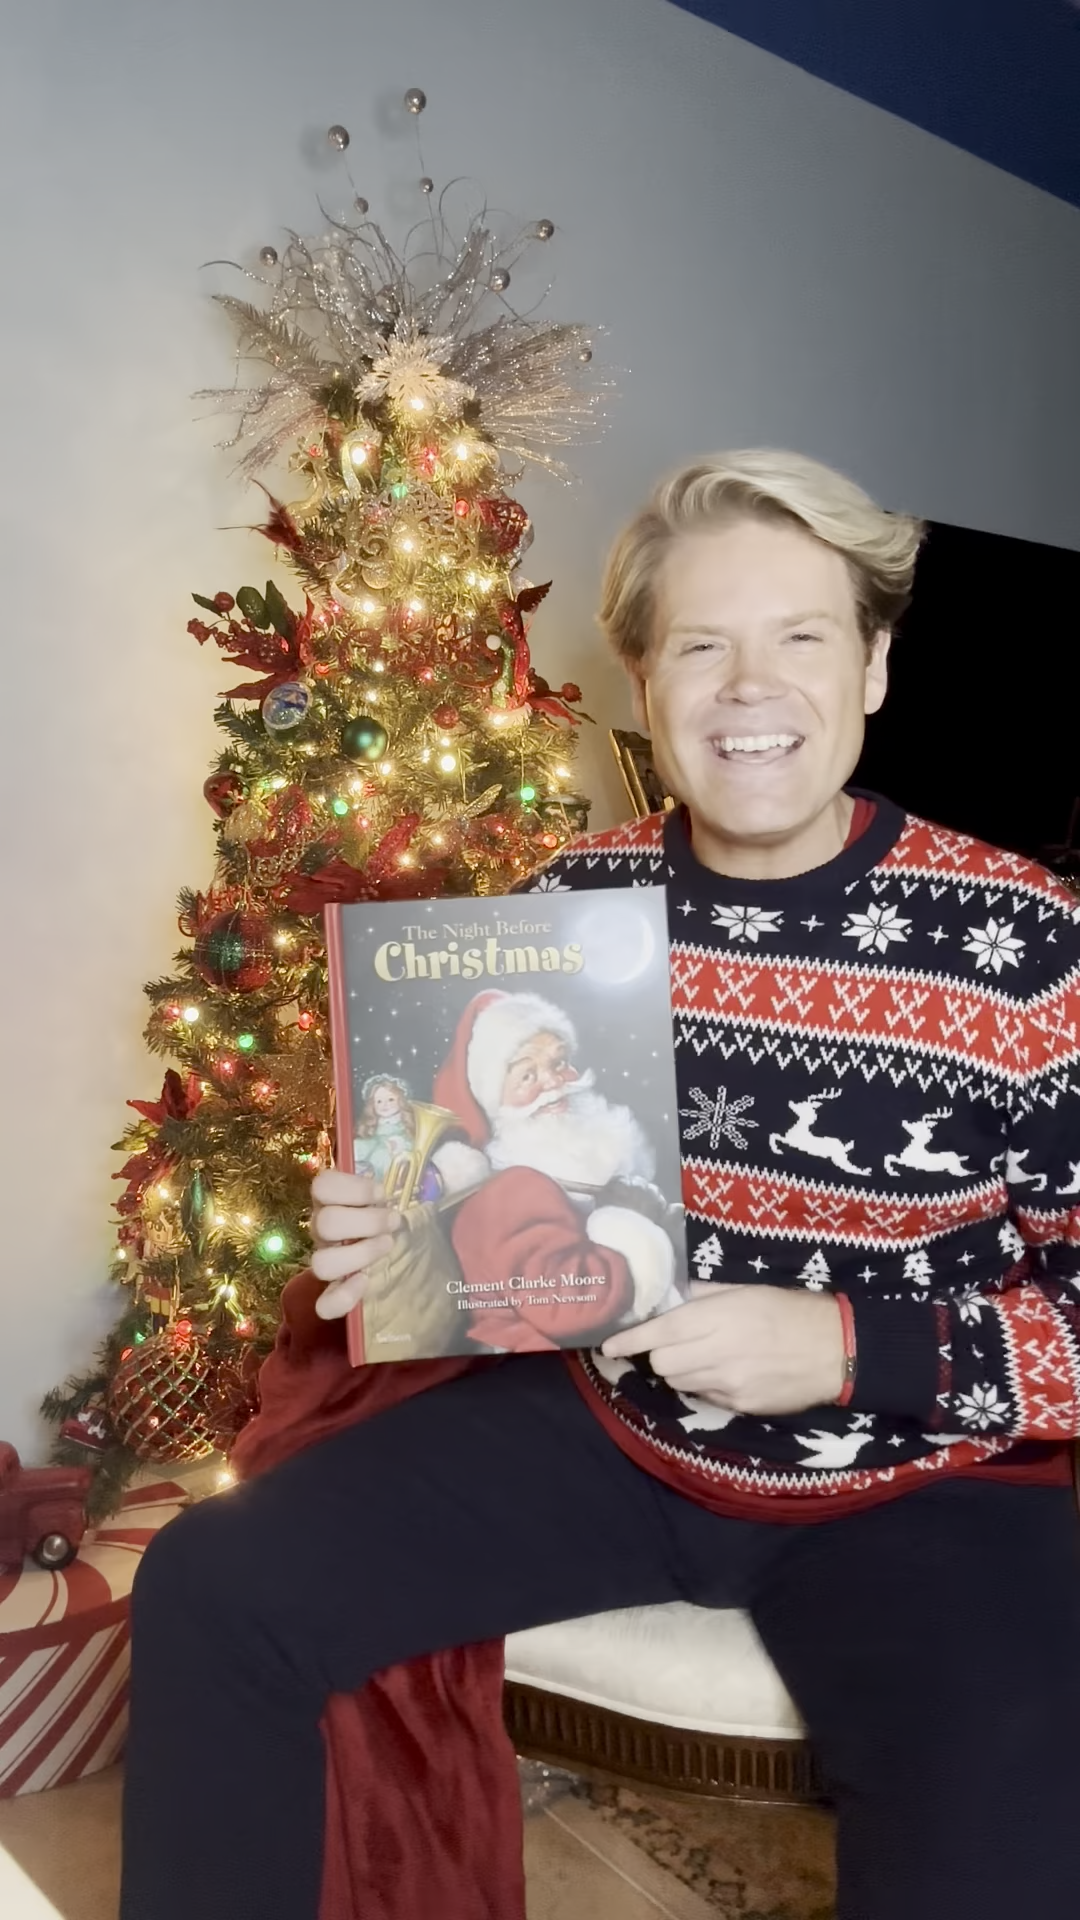 The Night Before
Christmas
Clement Clarke Moore
Illustrated by Tom Newsom